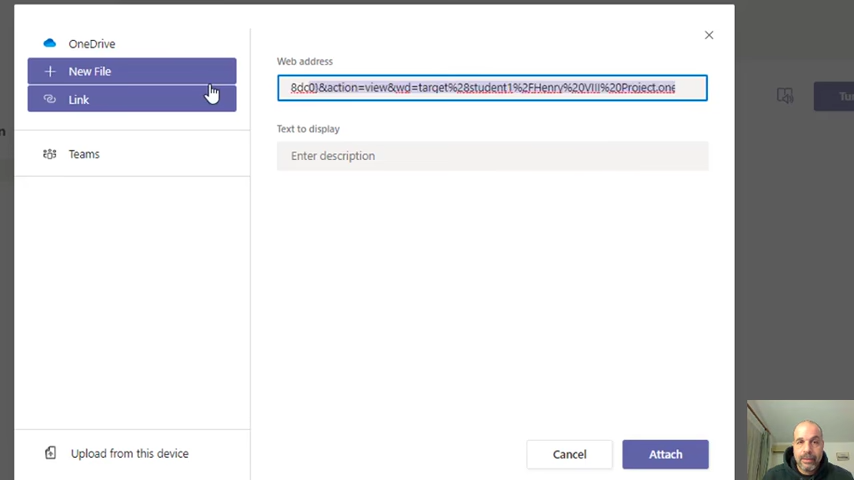 OneDrive
New File
Link
Teams
Upload from this device
Web address
8dc0)&action=view&wd=target%28student1%2FHenry%20VIII%20Project.one
Text to display
Enter description
Cancel
Attach
Tu
n